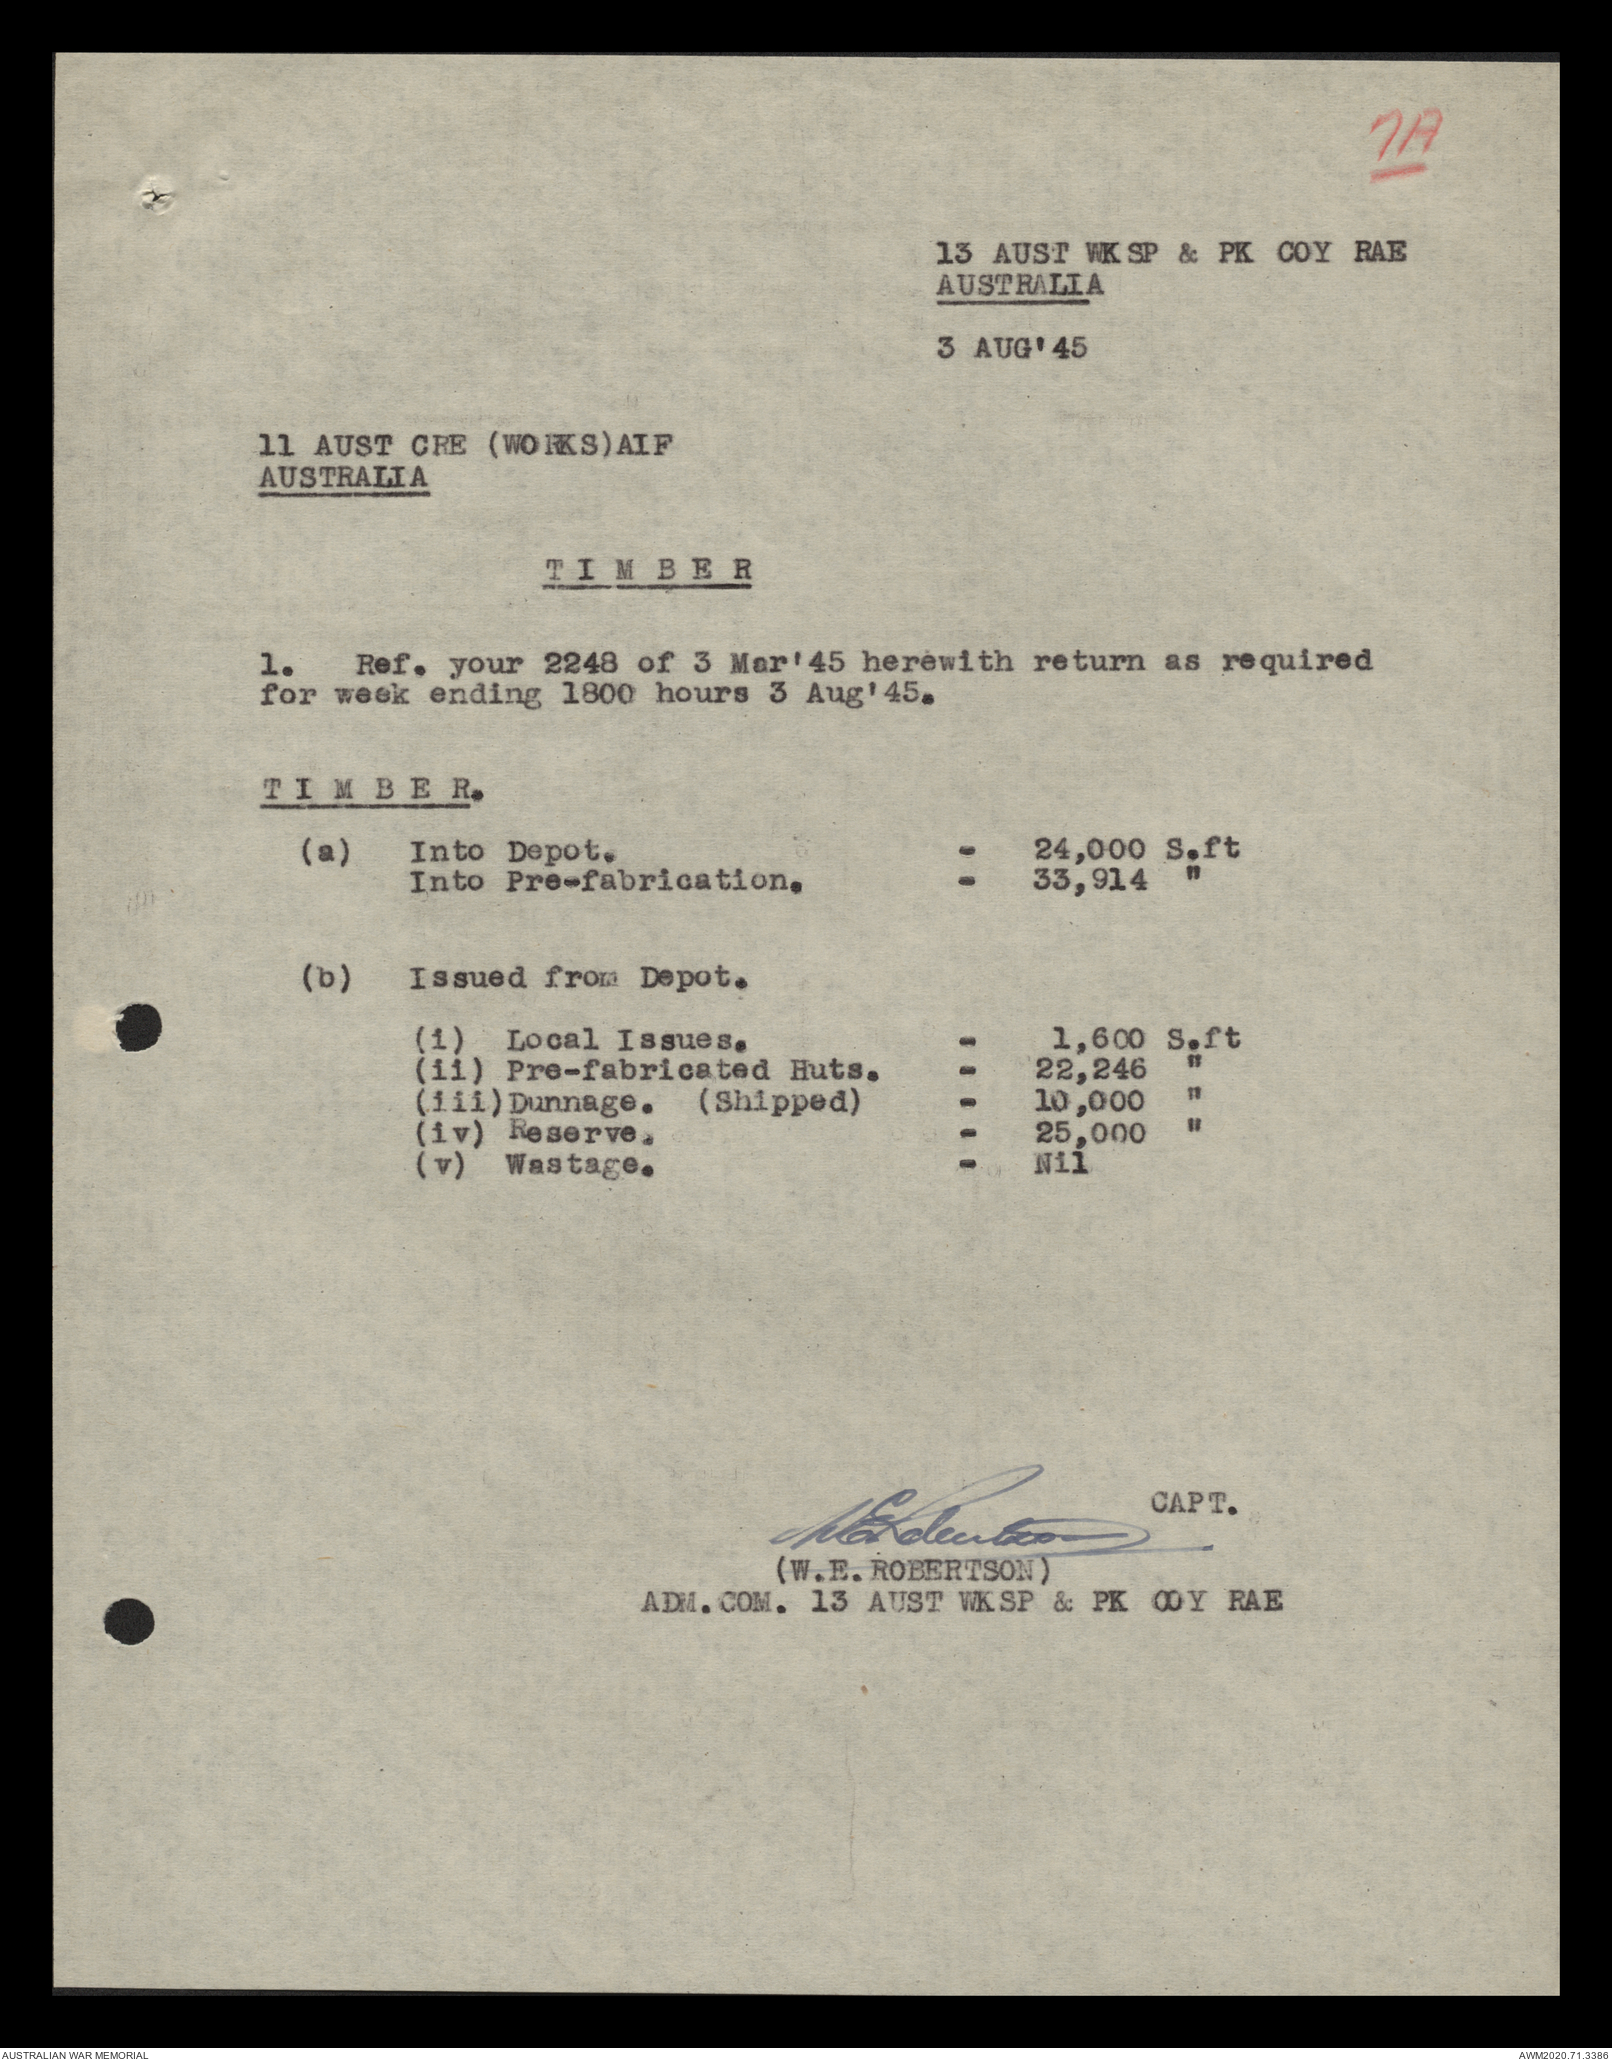 7A
13 AUST WKSP & PK COY RAE
AUSTRALIA
3 AUG'45
11 AUST CRE (WORKS)AIF
AUSTRALIA
T I M B E R
1. Ref. your 2248 of 3 Mar'45 herewith return as required
for week ending 1800 hours 3 Aug'45.
T I M B E R.
(a) Into Depot. - 24,000 S.ft
Into Pre-fabrication. - 33,914 "
(b) Issued from Depot.
(i) Local Issues. - 1,600 S.ft
(ii) Pre-fabricated Huts. - 22,246 "
(iii)Dunnage. (Shipped) - 10,000 "
(iv) Reserve. - 25,000 "
(v) Wastage. - Nil
WERobertson CAPT.
(W.E.ROBERTSON)
ADM.COM. 13 AUST WKSP & PK COY RAE
AUSTRALIAN WAR MEMORIAL AWM2020.71.3386